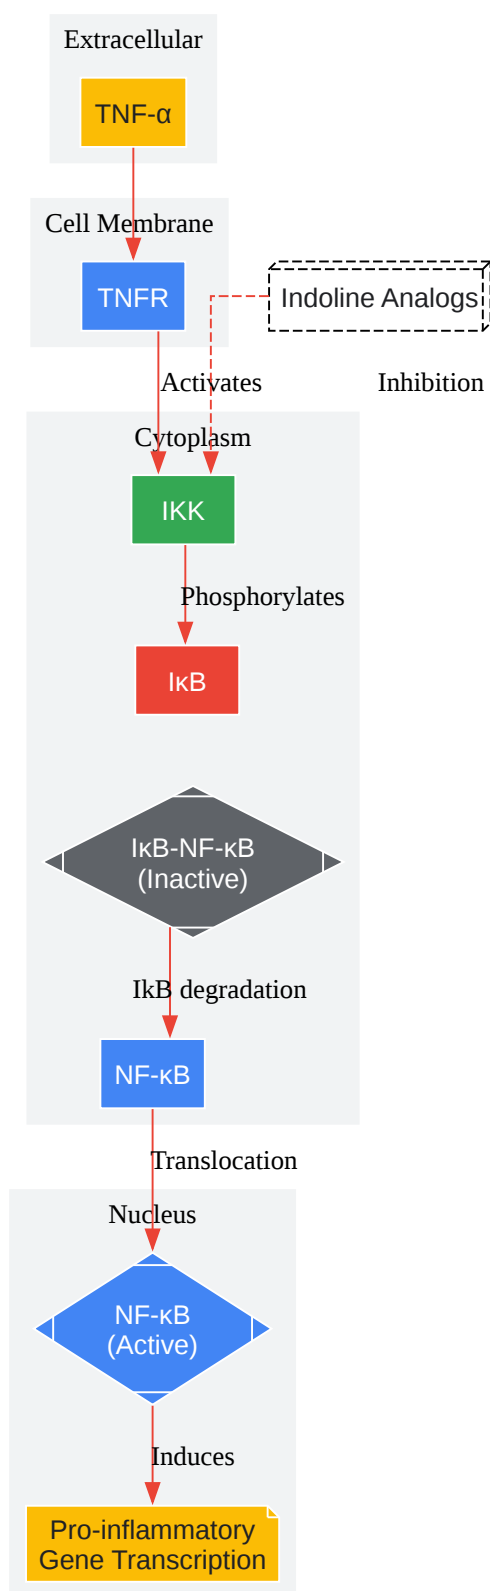 Extracellular
TNF-α
Cell Membrane
TNFR
Indoline Analogs
Activates
Inhibition
Cytoplasm
IKK
Phosphorylates
IκB
IκB-NF-κB
(Inactive)
IkB degradation
NF-κB
Translocation
Nucleus
NF-κB
(Active)
Induces
Pro-inflammatory
Gene Transcription